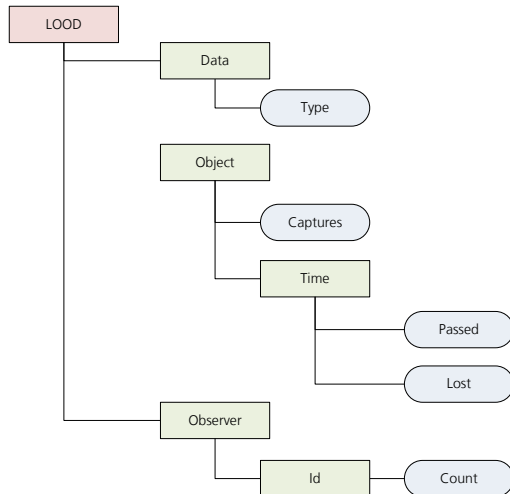 LOOD
Data
Type
Object
Captures
Time
Passed
Lost
Observer
Id
Count